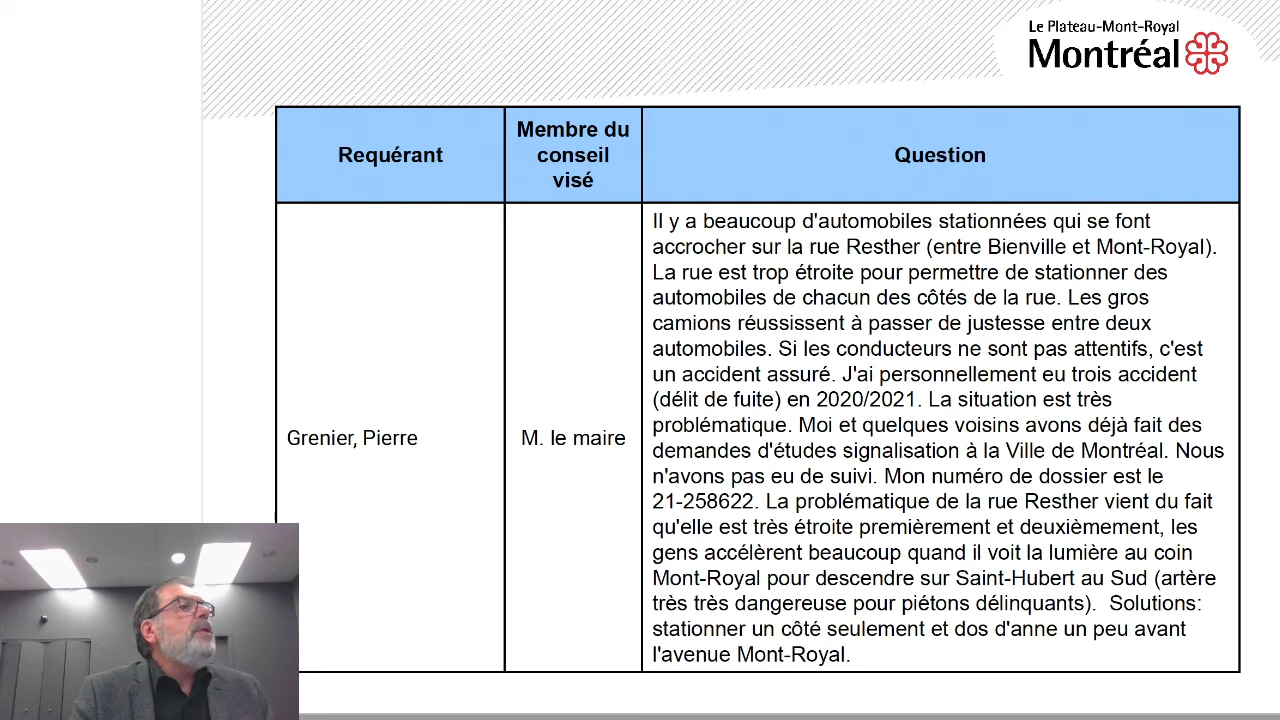 Le Plateau-Mont-Royal
Montréal
Requérant
Membre du
conseil
visé
Question
Grenier, Pierre
M. le maire
Il y a beaucoup d'automobiles stationnées qui se font
accrocher sur la rue Resther (entre Bienville et Mont-Royal).
La rue est trop étroite pour permettre de stationner des
automobiles de chacun des côtés de la rue. Les gros
camions réussissent à passer de justesse entre deux
automobiles. Si les conducteurs ne sont pas attentifs, c'est
un accident assuré. J'ai personnellement eu trois accident
(délit de fuite) en 2020/2021. La situation est très
problématique. Moi et quelques voisins avons déjà fait des
demandes d'études signalisation à la Ville de Montréal. Nous
n'avons pas eu de suivi. Mon numéro de dossier est le
21-258622. La problématique de la rue Resther vient du fait
qu'elle est très étroite premièrement et deuxièmement, les
gens accélèrent beaucoup quand il voit la lumière au coin
Mont-Royal pour descendre sur Saint-Hubert au Sud (artère
très très dangereuse pour piétons délinquants).  Solutions:
stationner un côté seulement et dos d'anne un peu avant
l'avenue Mont-Royal.